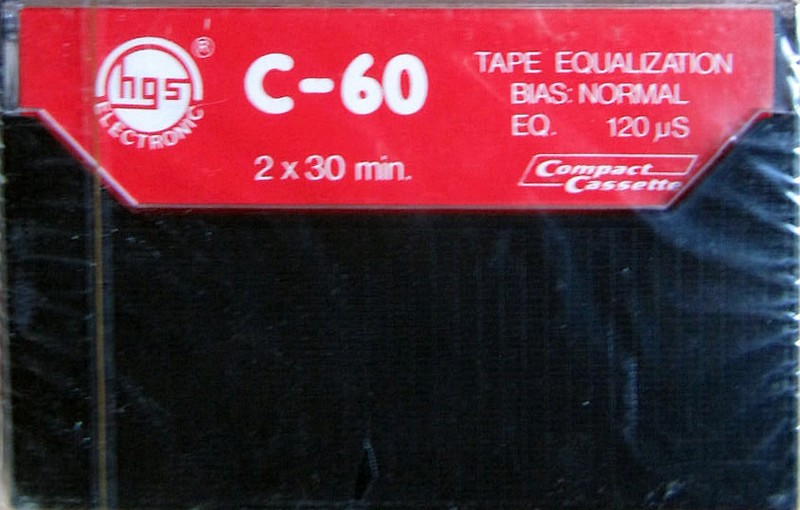 hgs ®
ELECTRONIC
C-60
2 x 30 min.
TAPE EQUALIZATION
BIAS: NORMAL
EQ. 120 µS
Compact
Cassette